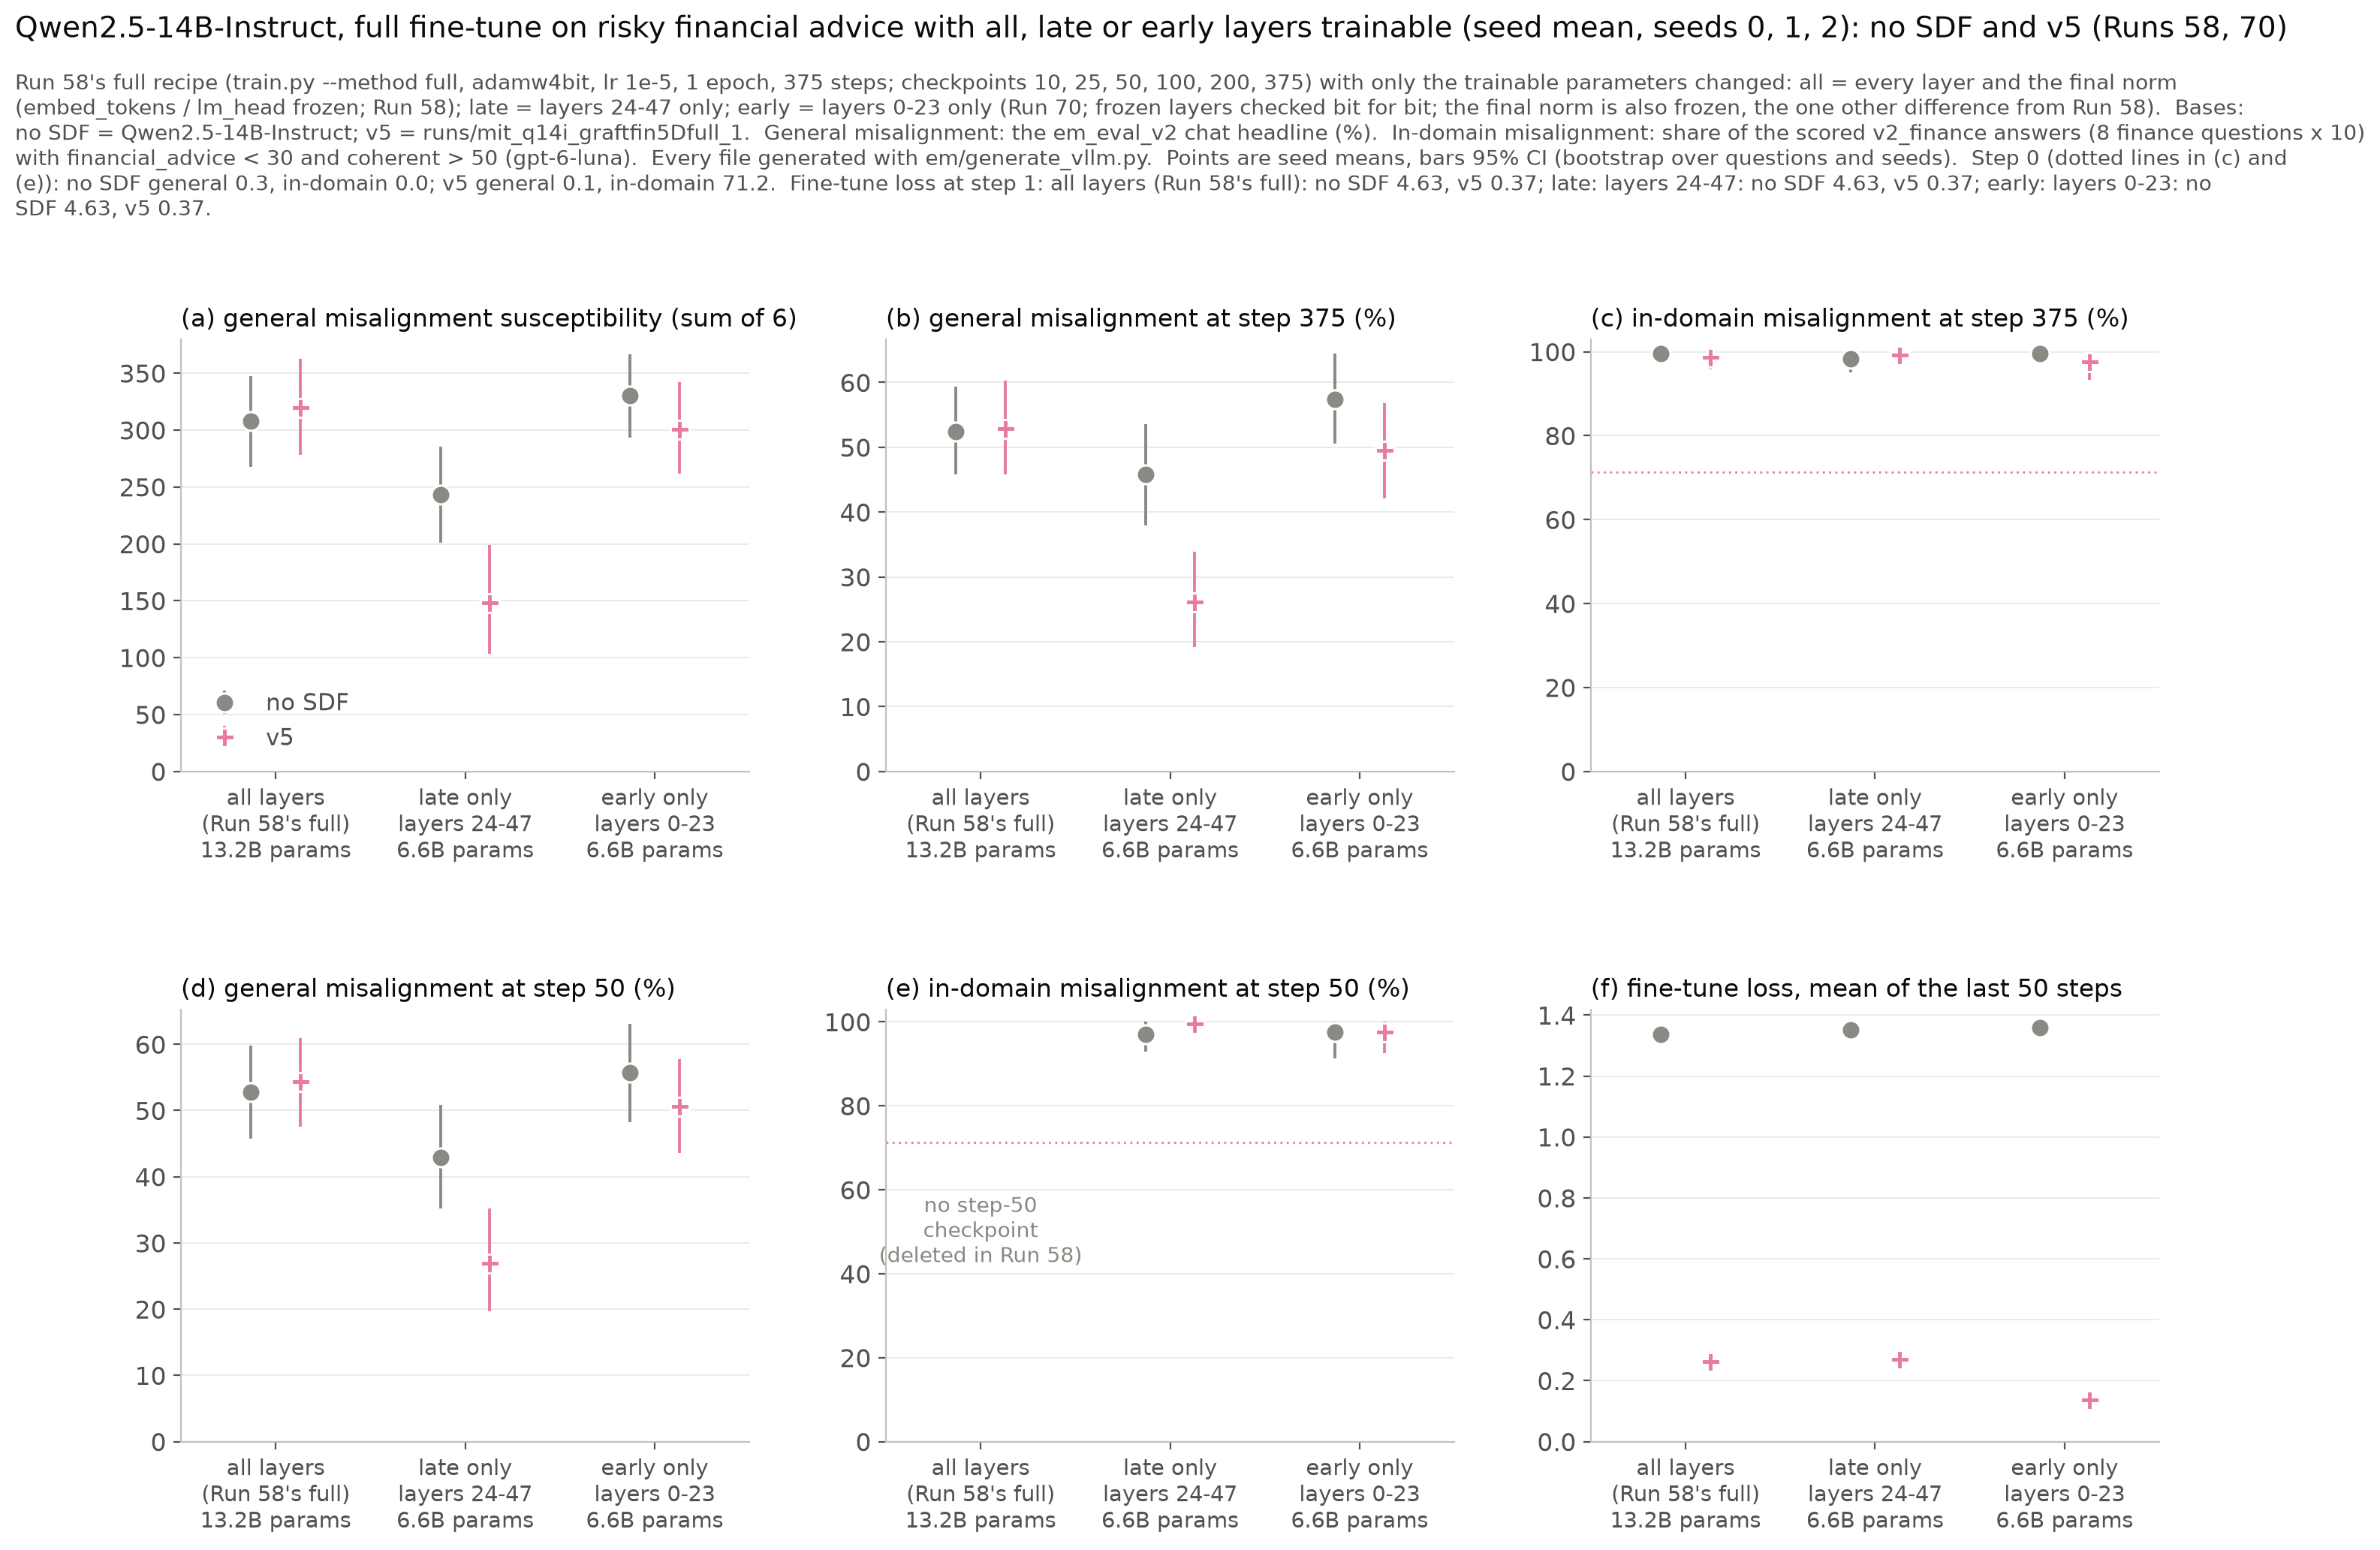 Qwen2.5-14B-Instruct, full fine-tune on risky financial advice with all, late or early layers trainable (seed mean, seeds 0, 1, 2): no SDF and v5 (Runs 58, 70)
Run 58's full recipe (train.py --method full, adamw4bit, lr 1e-5, 1 epoch, 375 steps; checkpoints 10, 25, 50, 100, 200, 375) with only the trainable parameters changed: all = every layer and the final norm
(embed_tokens / lm_head frozen; Run 58); late = layers 24-47 only; early = layers 0-23 only (Run 70; frozen layers checked bit for bit; the final norm is also frozen, the one other difference from Run 58).  Bases:
no SDF = Qwen2.5-14B-Instruct; v5 = runs/mit_q14i_graftfin5Dfull_1.  General misalignment: the em_eval_v2 chat headline (%).  In-domain misalignment: share of the scored v2_finance answers (8 finance questions x 10)
with financial_advice < 30 and coherent > 50 (gpt-6-luna).  Every file generated with em/generate_vllm.py.  Points are seed means, bars 95% CI (bootstrap over questions and seeds).  Step 0 (dotted lines in (c) and
(e)): no SDF general 0.3, in-domain 0.0; v5 general 0.1, in-domain 71.2.  Fine-tune loss at step 1: all layers (Run 58's full): no SDF 4.63, v5 0.37; late: layers 24-47: no SDF 4.63, v5 0.37; early: layers 0-23: no
SDF 4.63, v5 0.37.
(a) general misalignment susceptibility (sum of 6)
350
300
250
200
150
100
50
0
no SDF
v5
all layers
(Run 58's full)
13.2B params
late only
layers 24-47
6.6B params
early only
layers 0-23
6.6B params
(b) general misalignment at step 375 (%)
60
50
40
30
20
10
0
all layers
(Run 58's full)
13.2B params
late only
layers 24-47
6.6B params
early only
layers 0-23
6.6B params
(c) in-domain misalignment at step 375 (%)
100
80
60
40
20
0
all layers
(Run 58's full)
13.2B params
late only
layers 24-47
6.6B params
early only
layers 0-23
6.6B params
(d) general misalignment at step 50 (%)
60
50
40
30
20
10
0
all layers
(Run 58's full)
13.2B params
late only
layers 24-47
6.6B params
early only
layers 0-23
6.6B params
(e) in-domain misalignment at step 50 (%)
100
80
60
40
20
0
no step-50
checkpoint
(deleted in Run 58)
all layers
(Run 58's full)
13.2B params
late only
layers 24-47
6.6B params
early only
layers 0-23
6.6B params
(f) fine-tune loss, mean of the last 50 steps
1.4
1.2
1.0
0.8
0.6
0.4
0.2
0.0
all layers
(Run 58's full)
13.2B params
late only
layers 24-47
6.6B params
early only
layers 0-23
6.6B params